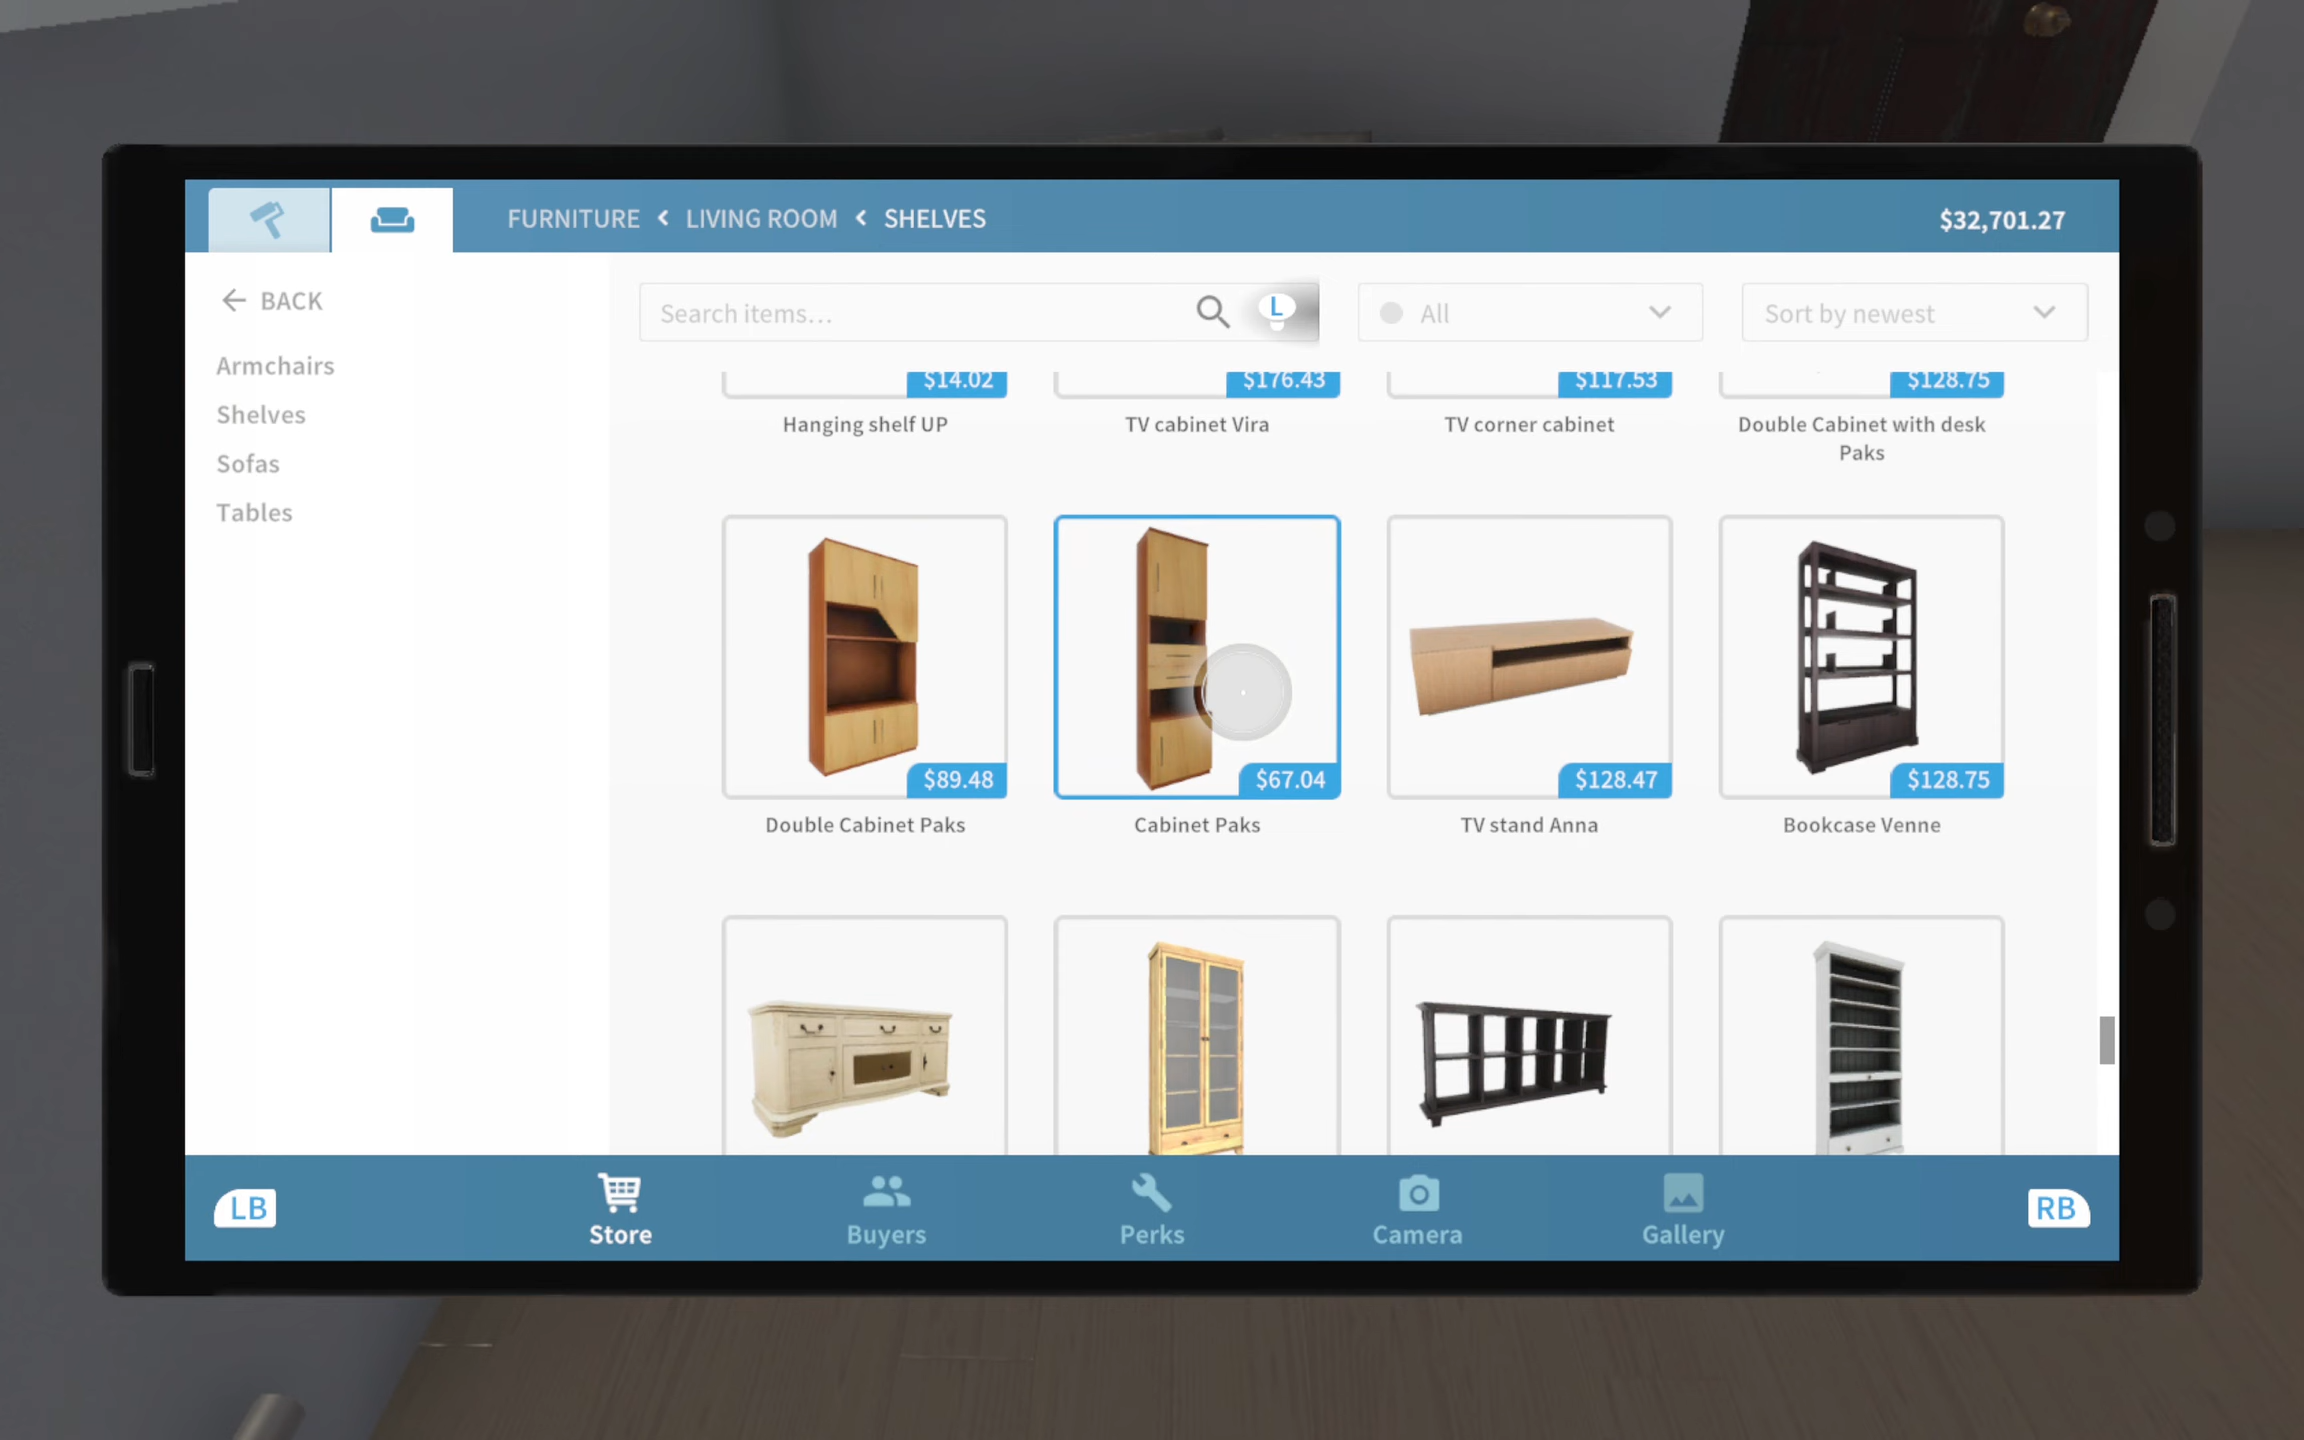 FURNITURE < LIVING ROOM < SHELVES
$32,701.27
BACK
Armchairs
Shelves
Sofas
Tables
Search items...
L
All
Sort by newest
$14.02
$176.43
$117.53
$128.75
Hanging shelf UP
TV cabinet Vira
TV corner cabinet
Double Cabinet with desk
Paks
$89.48
$67.04
$128.47
$128.75
Double Cabinet Paks
Cabinet Paks
TV stand Anna
Bookcase Venne
LB
Store
Buyers
Perks
Camera
Gallery
RB